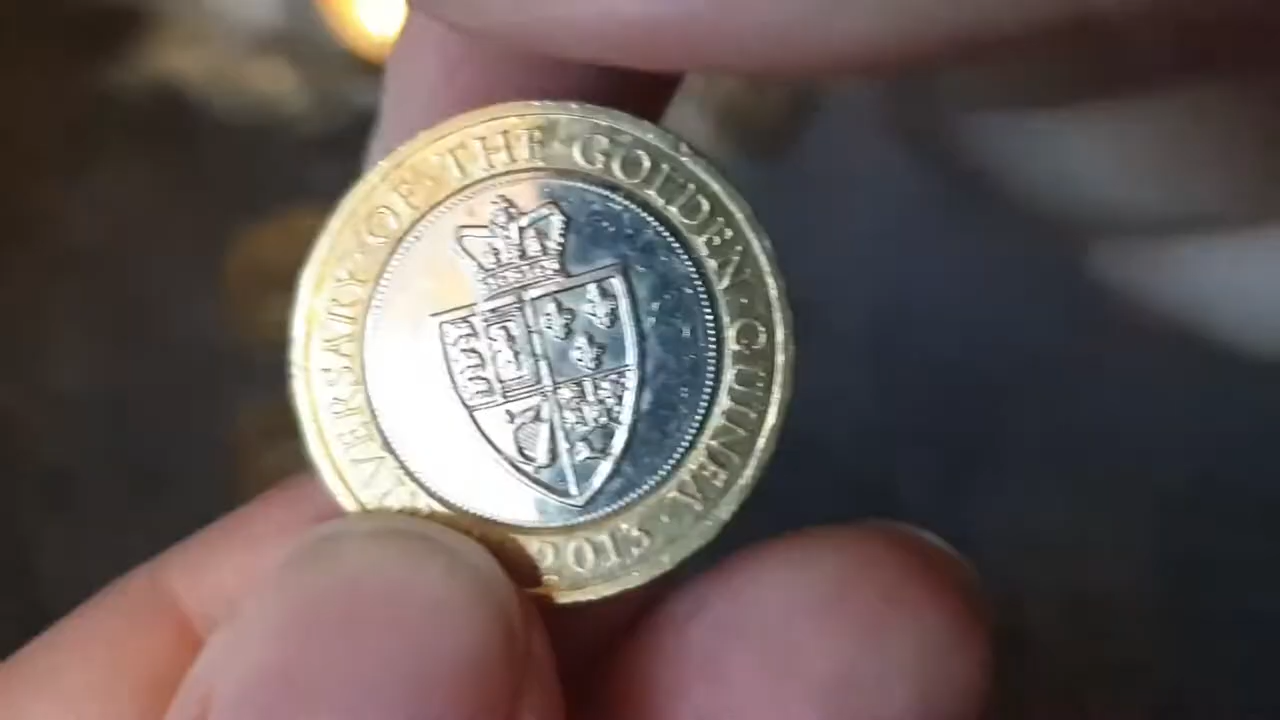 VERSARY · OF · THE GOLDEN · GUINEA · 2013